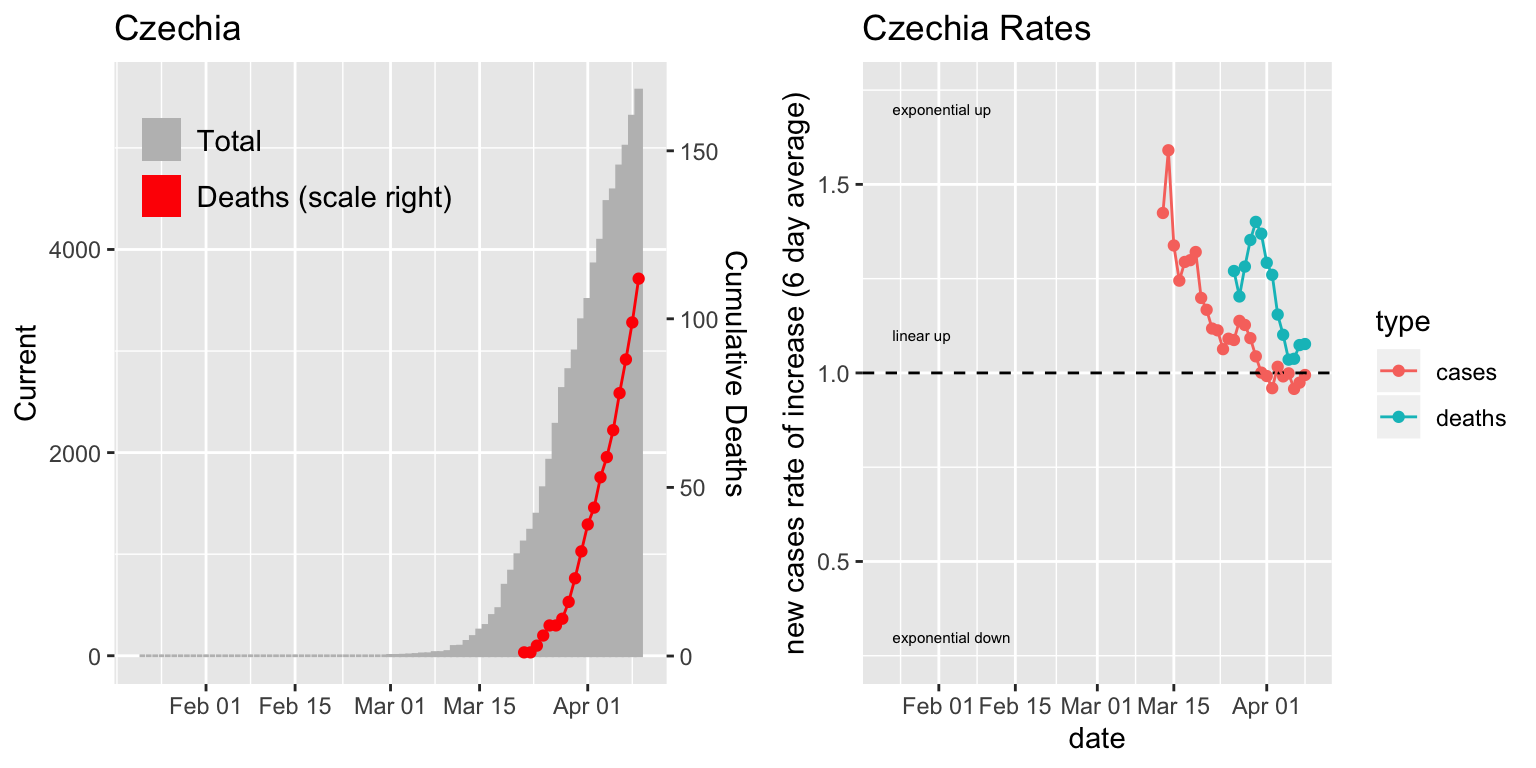 Czechia
Current
4000
2000
0
Total
Deaths (scale right)
150
100
50
0
Cumulative Deaths
Feb 01 Feb 15 Mar 01 Mar 15 Apr 01
Czechia Rates
new cases rate of increase (6 day average)
1.5
1.0
0.5
exponential up
linear up
exponential down
Feb 01 Feb 15 Mar 01 Mar 15 Apr 01
date
type
cases
deaths